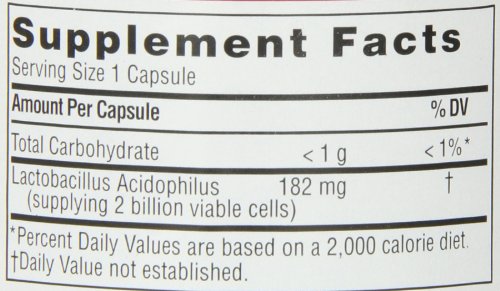 Supplement Facts
Serving Size 1 Capsule
Amount Per Capsule % DV
Total Carbohydrate < 1 g < 1%*
Lactobacillus Acidophilus 182 mg †
(supplying 2 billion viable cells)
*Percent Daily Values are based on a 2,000 calorie diet.
†Daily Value not established.